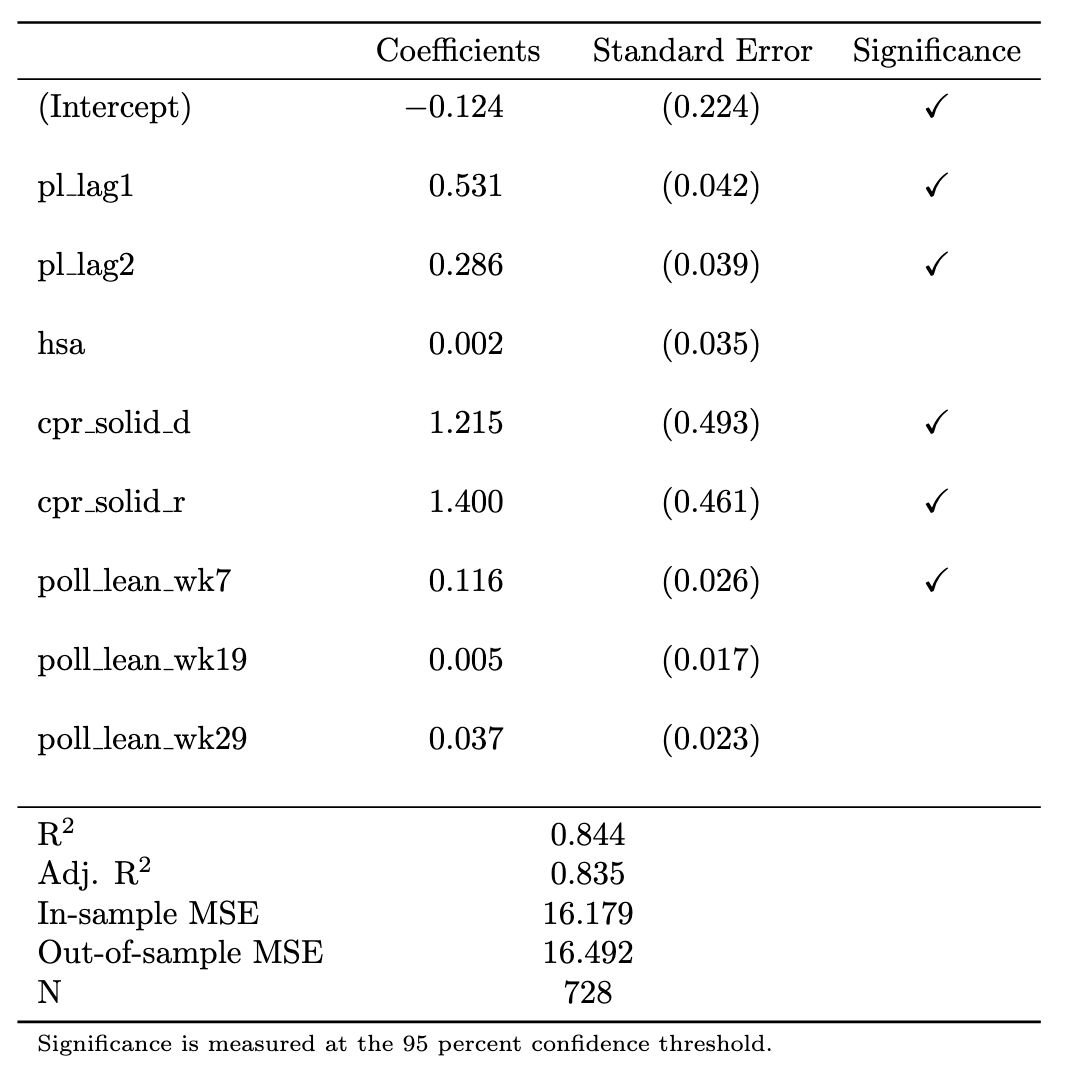 Coefficients Standard Error Significance
(Intercept) −0.124 (0.224) ✓
pl_lag1 0.531 (0.042) ✓
pl_lag2 0.286 (0.039) ✓
hsa 0.002 (0.035)
cpr_solid_d 1.215 (0.493) ✓
cpr_solid_r 1.400 (0.461) ✓
poll_lean_wk7 0.116 (0.026) ✓
poll_lean_wk19 0.005 (0.017)
poll_lean_wk29 0.037 (0.023)
R² 0.844
Adj. R² 0.835
In-sample MSE 16.179
Out-of-sample MSE 16.492
N 728
Significance is measured at the 95 percent confidence threshold.